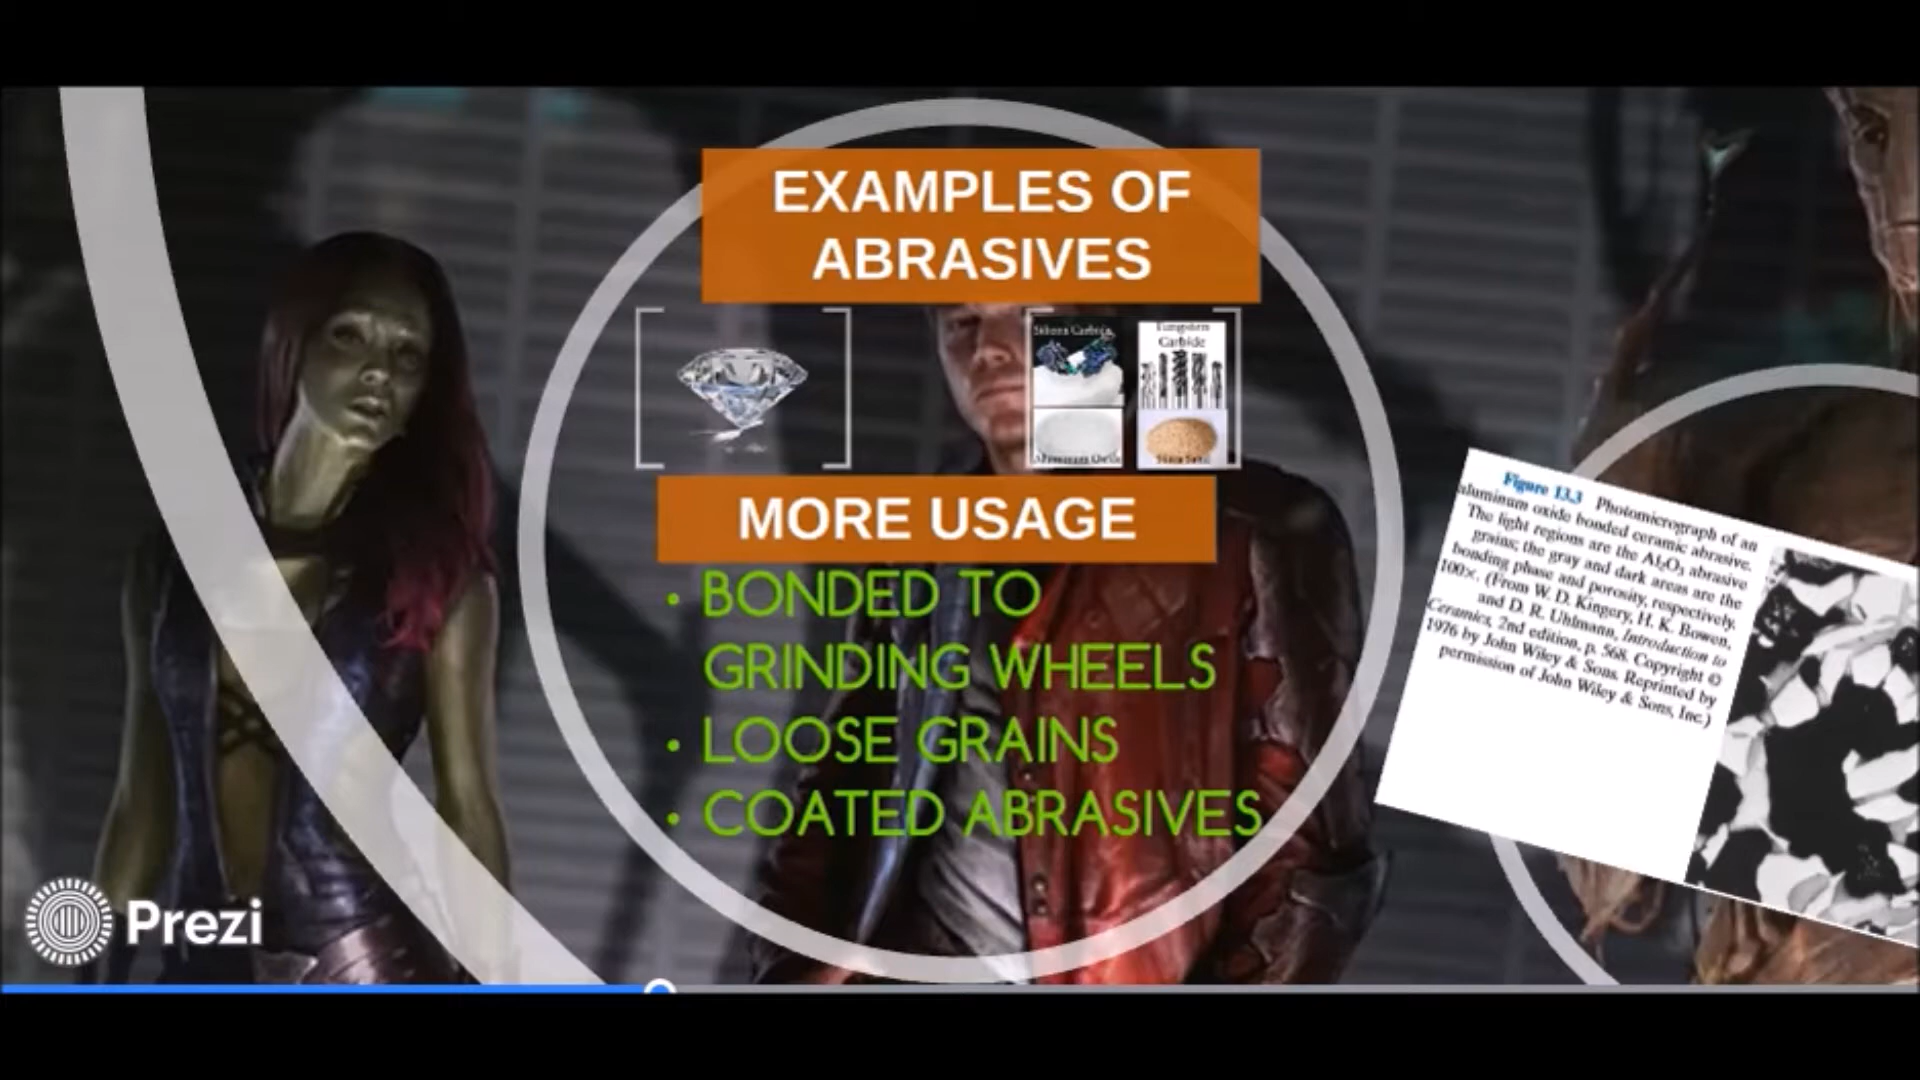 EXAMPLES OF
ABRASIVES
Silicon Carbide
Tungsten
Carbide
Aluminum Oxide
MORE USAGE
• BONDED TO
GRINDING WHEELS
• LOOSE GRAINS
• COATED ABRASIVES
Figure 13.3 Photomicrograph of an
aluminum oxide bonded ceramic abrasive.
The light regions are the Al₂O₃ abrasive
grains; the gray and dark areas are the
bonding phase and porosity, respectively.
100×. (From W. D. Kingery, H. K. Bowen,
and D. R. Uhlmann, Introduction to
Ceramics, 2nd edition, p. 568. Copyright ©
1976 by John Wiley & Sons. Reprinted by
permission of John Wiley & Sons, Inc.)
Prezi